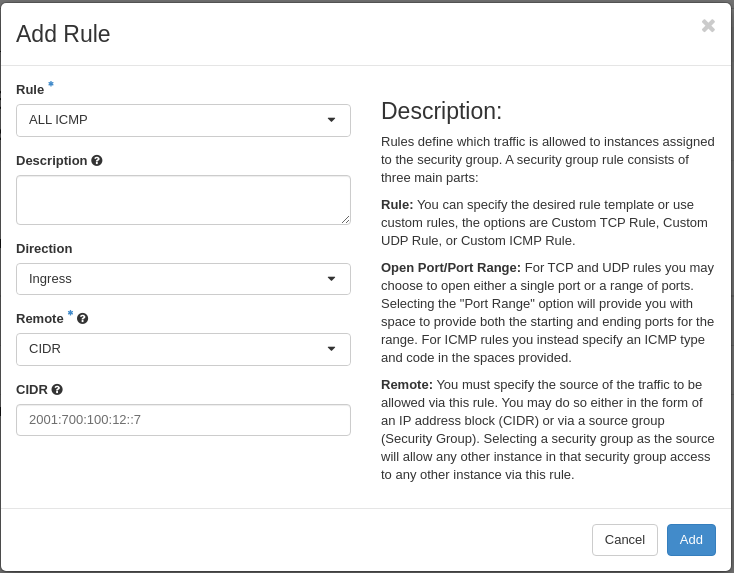 Add Rule
Rule *
ALL ICMP
Description
Direction
Ingress
Remote *
CIDR
CIDR
2001:700:100:12::7
Description:
Rules define which traffic is allowed to instances assigned
to the security group. A security group rule consists of
three main parts:
Rule: You can specify the desired rule template or use
custom rules, the options are Custom TCP Rule, Custom
UDP Rule, or Custom ICMP Rule.
Open Port/Port Range: For TCP and UDP rules you may
choose to open either a single port or a range of ports.
Selecting the "Port Range" option will provide you with
space to provide both the starting and ending ports for the
range. For ICMP rules you instead specify an ICMP type
and code in the spaces provided.
Remote: You must specify the source of the traffic to be
allowed via this rule. You may do so either in the form of
an IP address block (CIDR) or via a source group
(Security Group). Selecting a security group as the source
will allow any other instance in that security group access
to any other instance via this rule.
Cancel
Add